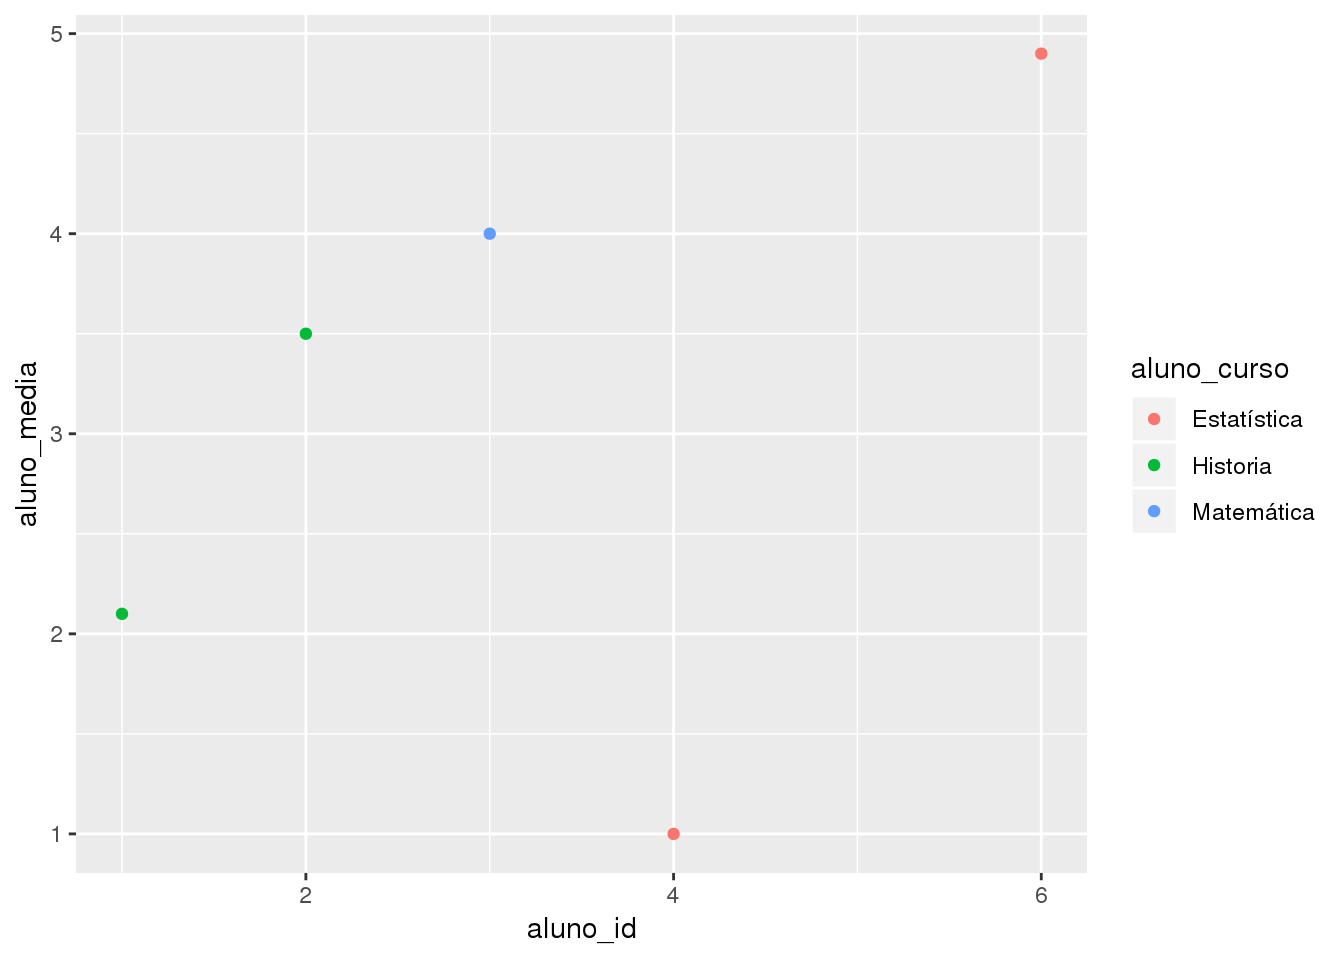 5
4
3
2
1
aluno_media
2 4 6
aluno_id
aluno_curso
Estatística
Historia
Matemática